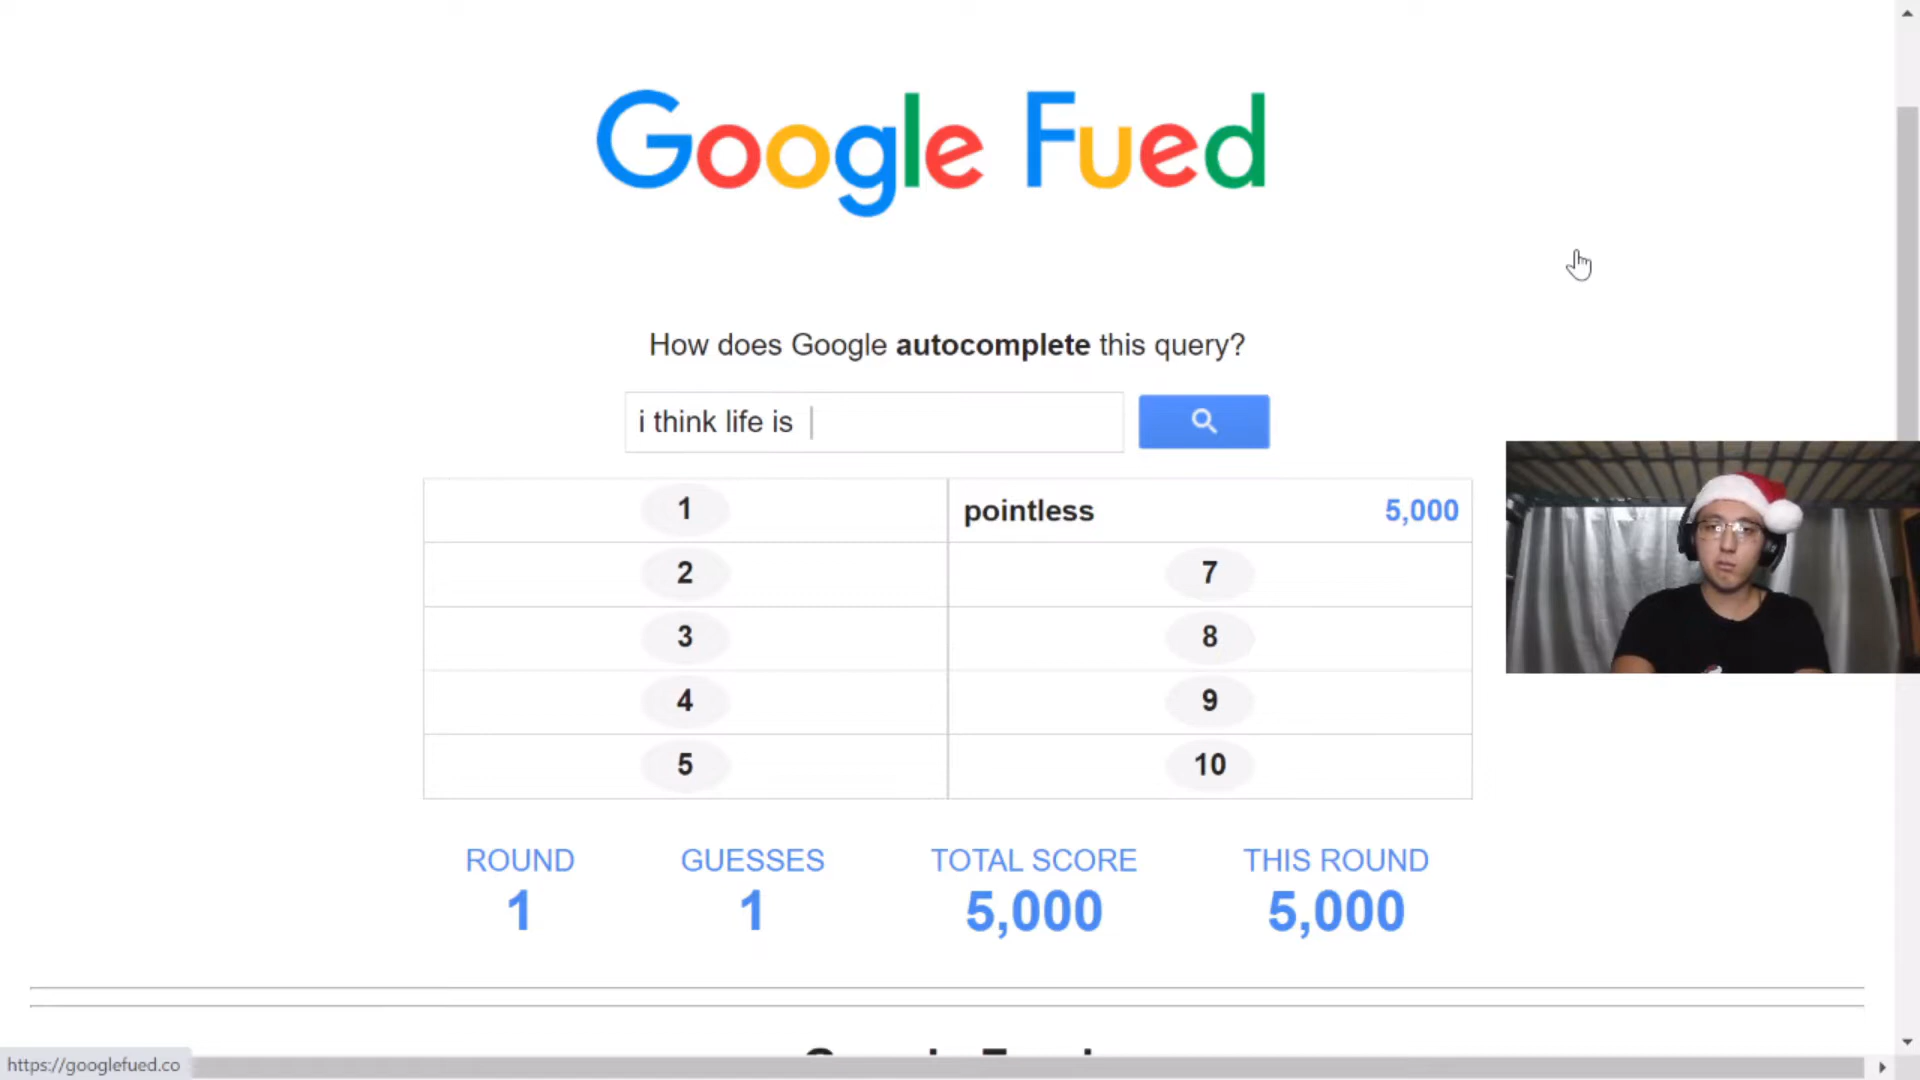 Google Fued
How does Google autocomplete this query?
i think life is
1
pointless 5,000
2
7
3
8
4
9
5
10
ROUND GUESSES TOTAL SCORE THIS ROUND
1 1 5,000 5,000
https://googlefued.co